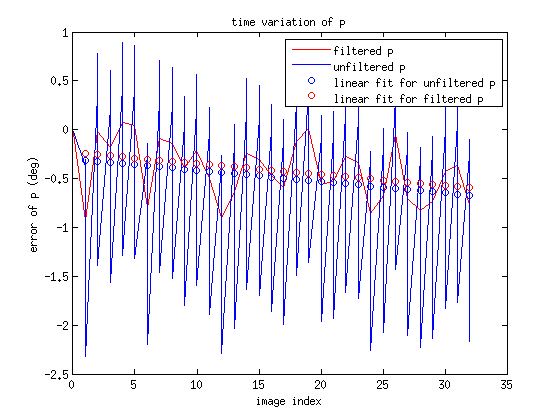 time variation of p
filtered p
unfiltered p
linear fit for unfiltered p
linear fit for filtered p
error of p (deg)
1
0.5
0
-0.5
-1
-1.5
-2
-2.5
0 5 10 15 20 25 30 35
image index